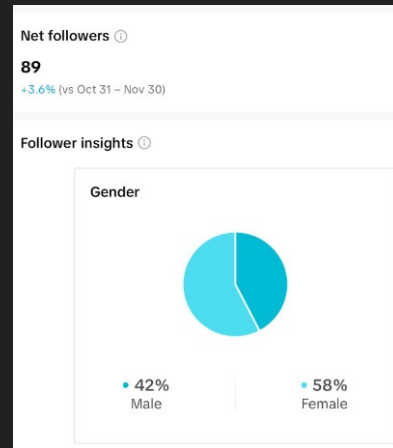 Net followers
89
+3.6% (vs Oct 31 – Nov 30)
Follower insights
Gender
42%
Male
58%
Female